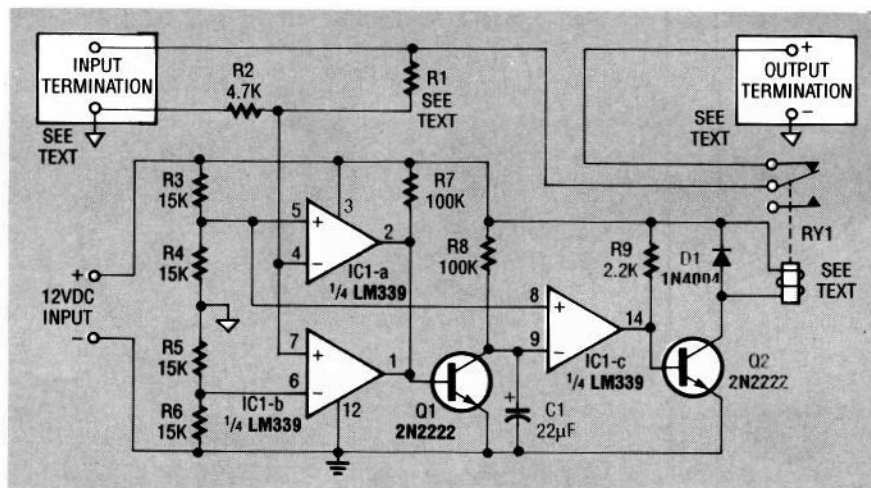 INPUT
TERMINATION
SEE
TEXT
R2
4.7K
R1
SEE
TEXT
+
OUTPUT
TERMINATION
−
SEE
TEXT
R3
15K
R4
15K
R5
15K
R6
15K
+
12VDC
INPUT
−
5
+
3
2
4
−
IC1-a
1/4 LM339
R7
100K
R8
100K
7
+
1
6
−
12
IC1-b
1/4 LM339
Q1
2N2222
8
+
14
9
−
IC1-c
1/4 LM339
+
C1
22µF
R9
2.2K
D1
1N4004
RY1
SEE
TEXT
Q2
2N2222